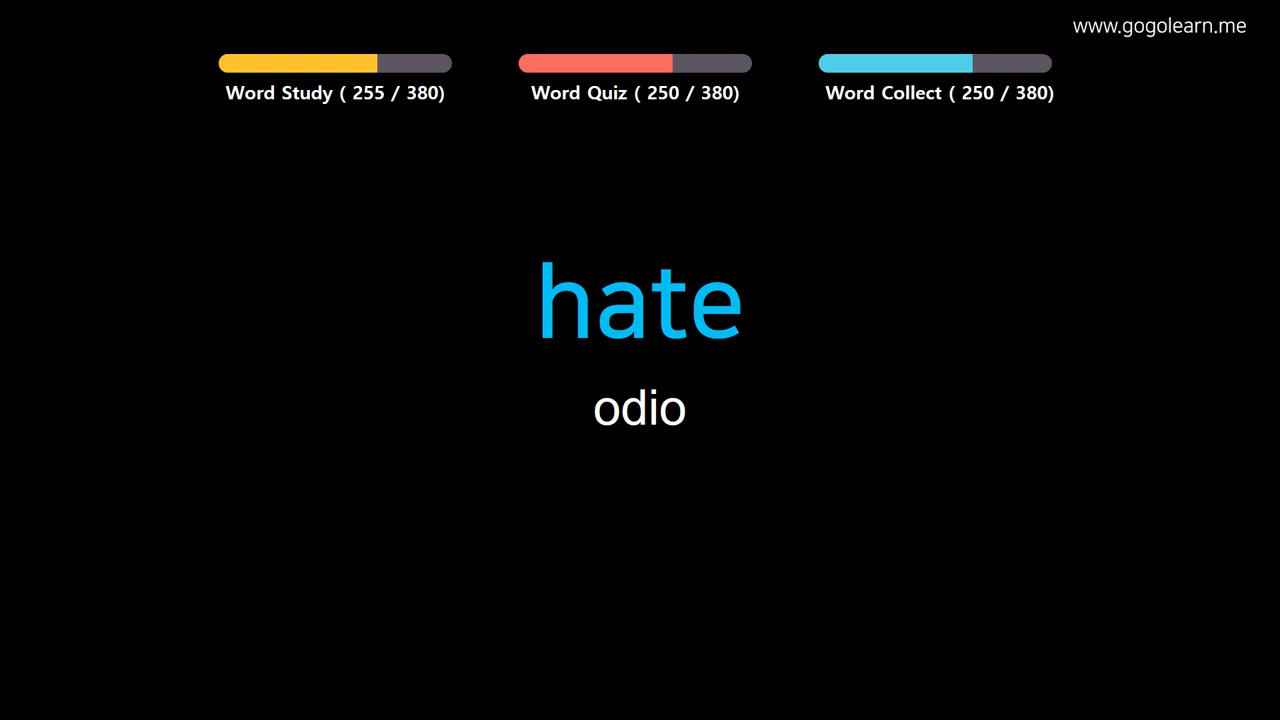 www.gogolearn.me
Word Study ( 255 / 380)
Word Quiz ( 250 / 380)
Word Collect ( 250 / 380)
hate
odio